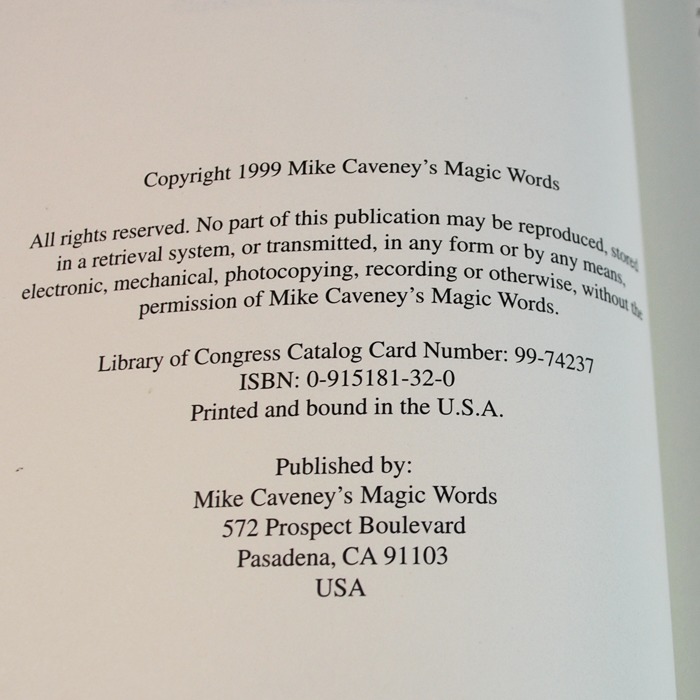 Copyright 1999 Mike Caveney's Magic Words
All rights reserved. No part of this publication may be reproduced, stored
in a retrieval system, or transmitted, in any form or by any means,
electronic, mechanical, photocopying, recording or otherwise, without the
permission of Mike Caveney's Magic Words.
Library of Congress Catalog Card Number: 99-74237
ISBN: 0-915181-32-0
Printed and bound in the U.S.A.
Published by:
Mike Caveney's Magic Words
572 Prospect Boulevard
Pasadena, CA 91103
USA